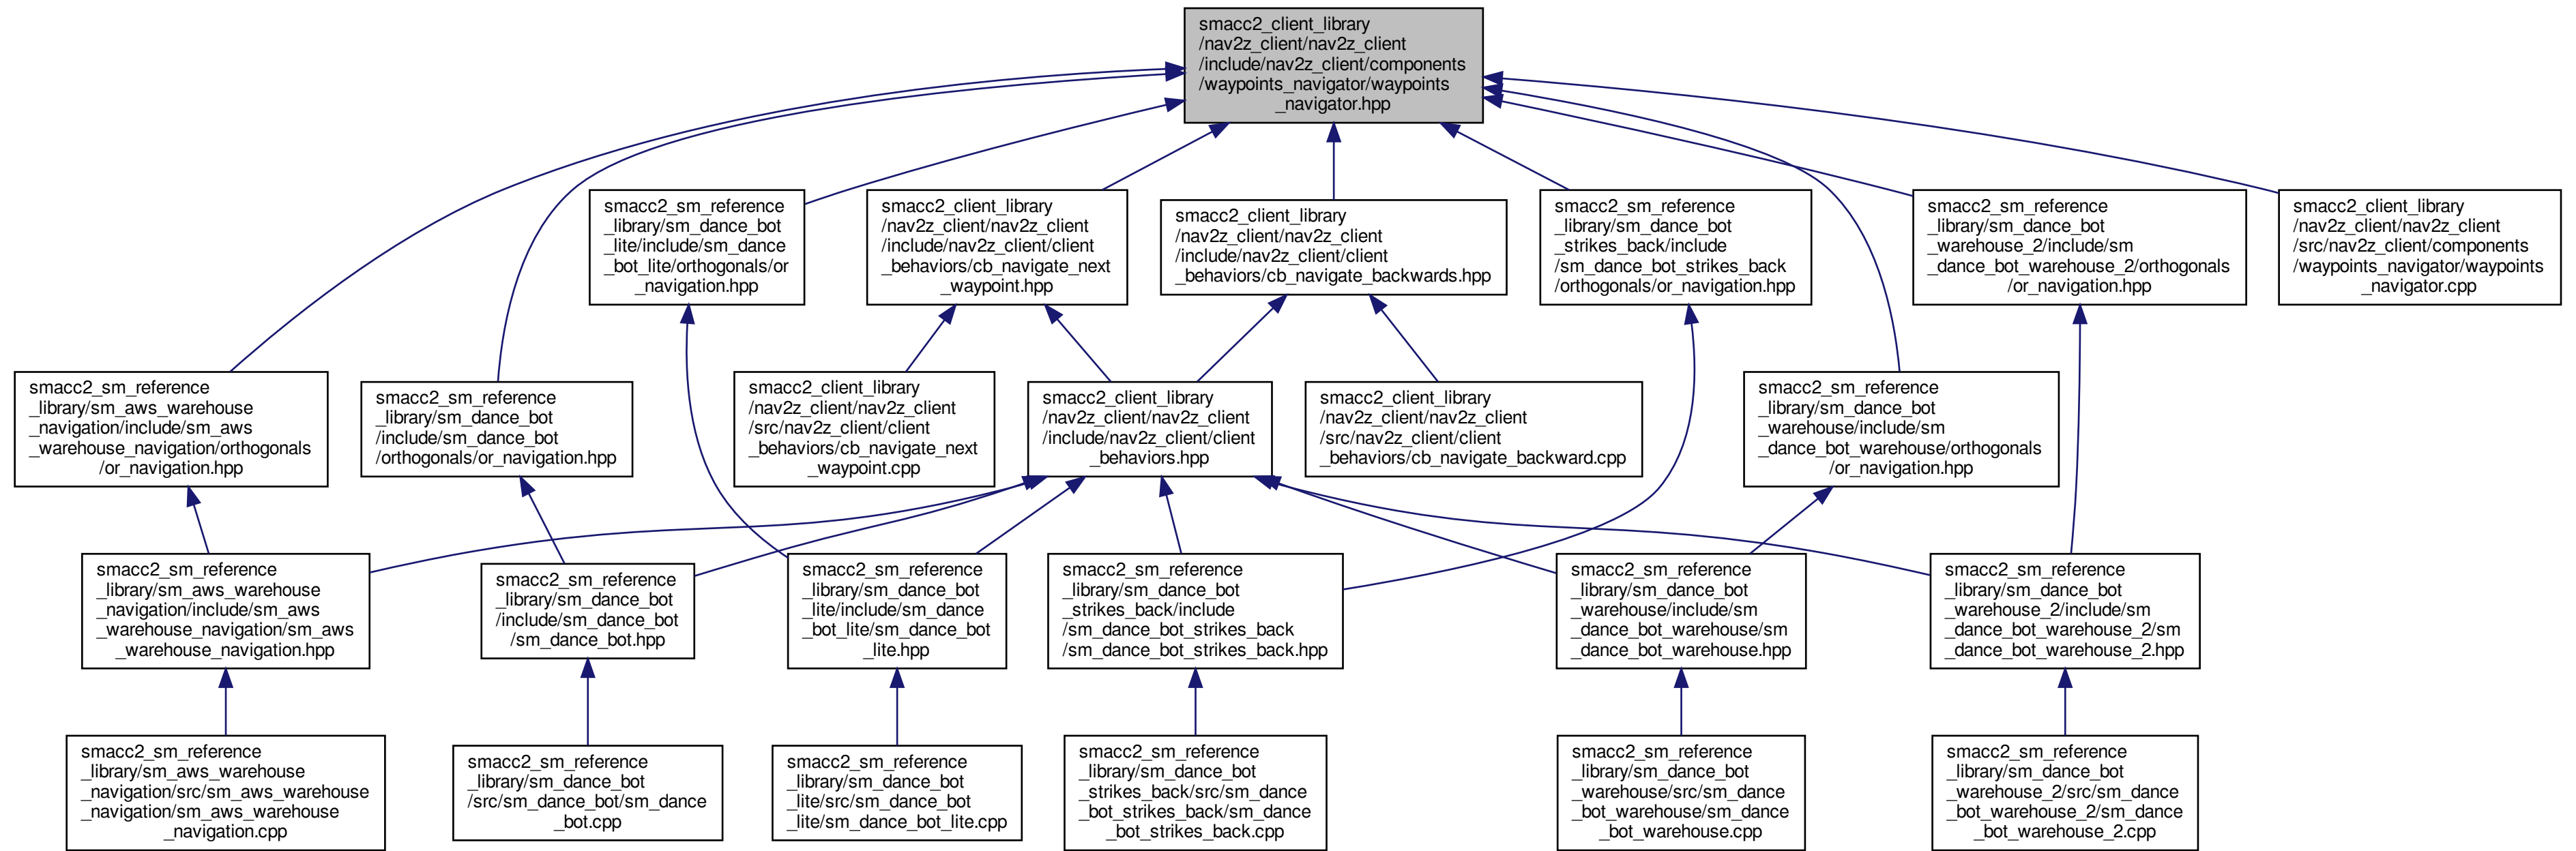 smacc2_client_library
/nav2z_client/nav2z_client
/include/nav2z_client/components
/waypoints_navigator/waypoints
_navigator.hpp
smacc2_sm_reference
_library/sm_dance_bot
_lite/include/sm_dance
_bot_lite/orthogonals/or
_navigation.hpp
smacc2_client_library
/nav2z_client/nav2z_client
/include/nav2z_client/client
_behaviors/cb_navigate_next
_waypoint.hpp
smacc2_client_library
/nav2z_client/nav2z_client
/include/nav2z_client/client
_behaviors/cb_navigate_backwards.hpp
smacc2_sm_reference
_library/sm_dance_bot
_strikes_back/include
/sm_dance_bot_strikes_back
/orthogonals/or_navigation.hpp
smacc2_sm_reference
_library/sm_dance_bot
_warehouse_2/include/sm
_dance_bot_warehouse_2/orthogonals
/or_navigation.hpp
smacc2_client_library
/nav2z_client/nav2z_client
/src/nav2z_client/components
/waypoints_navigator/waypoints
_navigator.cpp
smacc2_sm_reference
_library/sm_aws_warehouse
_navigation/include/sm_aws
_warehouse_navigation/orthogonals
/or_navigation.hpp
smacc2_sm_reference
_library/sm_dance_bot
/include/sm_dance_bot
/orthogonals/or_navigation.hpp
smacc2_client_library
/nav2z_client/nav2z_client
/src/nav2z_client/client
_behaviors/cb_navigate_next
_waypoint.cpp
smacc2_client_library
/nav2z_client/nav2z_client
/include/nav2z_client/client
_behaviors.hpp
smacc2_client_library
/nav2z_client/nav2z_client
/src/nav2z_client/client
_behaviors/cb_navigate_backward.cpp
smacc2_sm_reference
_library/sm_dance_bot
_warehouse/include/sm
_dance_bot_warehouse/orthogonals
/or_navigation.hpp
smacc2_sm_reference
_library/sm_aws_warehouse
_navigation/include/sm_aws
_warehouse_navigation/sm_aws
_warehouse_navigation.hpp
smacc2_sm_reference
_library/sm_dance_bot
/include/sm_dance_bot
/sm_dance_bot.hpp
smacc2_sm_reference
_library/sm_dance_bot
_lite/include/sm_dance
_bot_lite/sm_dance_bot
_lite.hpp
smacc2_sm_reference
_library/sm_dance_bot
_strikes_back/include
/sm_dance_bot_strikes_back
/sm_dance_bot_strikes_back.hpp
smacc2_sm_reference
_library/sm_dance_bot
_warehouse/include/sm
_dance_bot_warehouse/sm
_dance_bot_warehouse.hpp
smacc2_sm_reference
_library/sm_dance_bot
_warehouse_2/include/sm
_dance_bot_warehouse_2/sm
_dance_bot_warehouse_2.hpp
smacc2_sm_reference
_library/sm_aws_warehouse
_navigation/src/sm_aws_warehouse
_navigation/sm_aws_warehouse
_navigation.cpp
smacc2_sm_reference
_library/sm_dance_bot
/src/sm_dance_bot/sm_dance
_bot.cpp
smacc2_sm_reference
_library/sm_dance_bot
_lite/src/sm_dance_bot
_lite/sm_dance_bot_lite.cpp
smacc2_sm_reference
_library/sm_dance_bot
_strikes_back/src/sm_dance
_bot_strikes_back/sm_dance
_bot_strikes_back.cpp
smacc2_sm_reference
_library/sm_dance_bot
_warehouse/src/sm_dance
_bot_warehouse/sm_dance
_bot_warehouse.cpp
smacc2_sm_reference
_library/sm_dance_bot
_warehouse_2/src/sm_dance
_bot_warehouse_2/sm_dance
_bot_warehouse_2.cpp